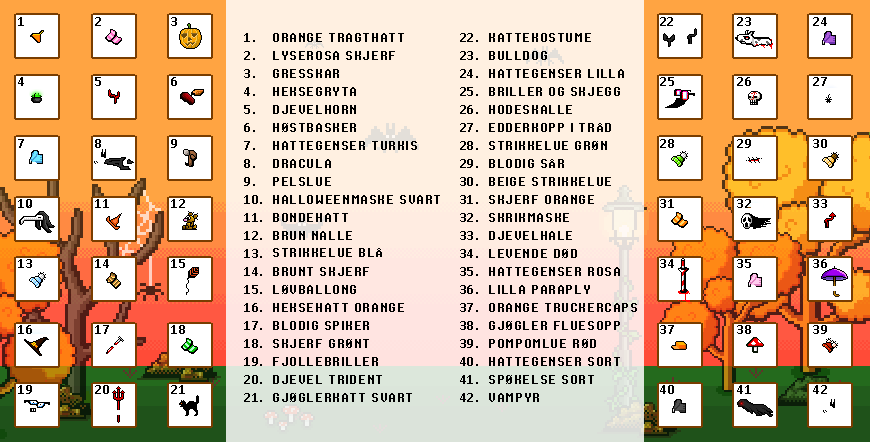 1
2
3
4
5
6
7
8
9
10
11
12
13
14
15
16
17
18
19
20
21
1. ORANGE TRAGTHATT
2. LYSEROSA SKJERF
3. GRESSKAR
4. HEKSEGRYTA
5. DJEVELHORN
6. HØSTBASKER
7. HATTEGENSER TURKIS
8. DRACULA
9. PELSLUE
10. HALLOWEENMASKE SVART
11. BONDEHATT
12. BRUN NALLE
13. STRIKKELUE BLÅ
14. BRUNT SKJERF
15. LØVBALLONG
16. HEKSEHATT ORANGE
17. BLODIG SPIKER
18. SKJERF GRØNT
19. FJOLLEBRILLER
20. DJEVEL TRIDENT
21. GJØGLERKATT SVART
22. KATTEKOSTUME
23. BULLDOG
24. HATTEGENSER LILLA
25. BRILLER OG SKJEGG
26. HODESKALLE
27. EDDERKOPP I TRÅD
28. STRIKKELUE GRØN
29. BLODIG SÅR
30. BEIGE STRIKKELUE
31. SKJERF ORANGE
32. SKRIKMASKE
33. DJEVELHALE
34. LEVENDE DØD
35. HATTEGENSER ROSA
36. LILLA PARAPLY
37. ORANGE TRUCKERCAPS
38. GJØGLER FLUESOPP
39. POMPOMLUE RØD
40. HATTEGENSER SORT
41. SPØKELSE SORT
42. VAMPYR
22
23
24
25
26
27
28
29
30
31
32
33
34
35
36
37
38
39
40
41
42